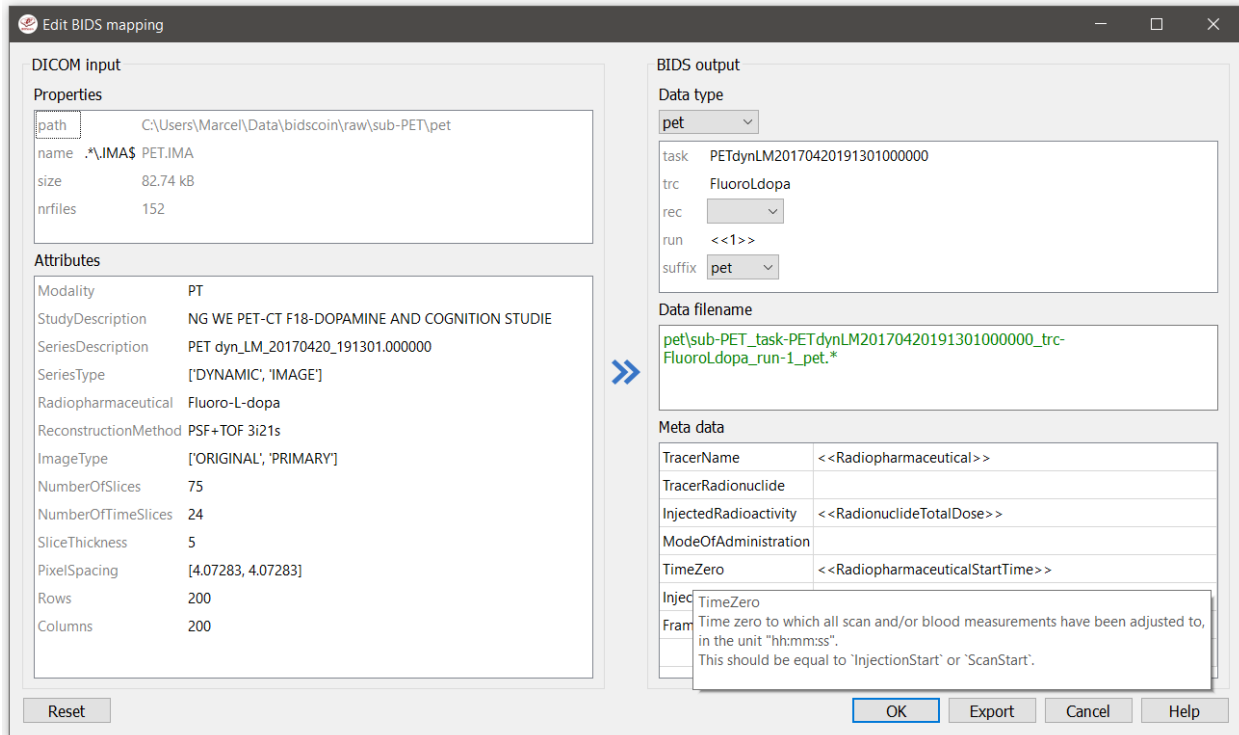 Edit BIDS mapping
DICOM input
Properties
path C:\Users\Marcel\Data\bidscoin\raw\sub-PET\pet
name .*\.IMA$ PET.IMA
size 82.74 kB
nrfiles 152
Attributes
Modality PT
StudyDescription NG WE PET-CT F18-DOPAMINE AND COGNITION STUDIE
SeriesDescription PET dyn_LM_20170420_191301.000000
SeriesType ['DYNAMIC', 'IMAGE']
Radiopharmaceutical Fluoro-L-dopa
ReconstructionMethod PSF+TOF 3i21s
ImageType ['ORIGINAL', 'PRIMARY']
NumberOfSlices 75
NumberOfTimeSlices 24
SliceThickness 5
PixelSpacing [4.07283, 4.07283]
Rows 200
Columns 200
BIDS output
Data type
pet
task PETdynLM20170420191301000000
trc FluoroLdopa
rec
run <<1>>
suffix pet
Data filename
pet\sub-PET_task-PETdynLM20170420191301000000_trc-
FluoroLdopa_run-1_pet.*
Meta data
TracerName <<Radiopharmaceutical>>
TracerRadionuclide
InjectedRadioactivity <<RadionuclideTotalDose>>
ModeOfAdministration
TimeZero <<RadiopharmaceuticalStartTime>>
Injec
Fram
TimeZero
Time zero to which all scan and/or blood measurements have been adjusted to,
in the unit "hh:mm:ss".
This should be equal to `InjectionStart` or `ScanStart`.
Reset
OK
Export
Cancel
Help